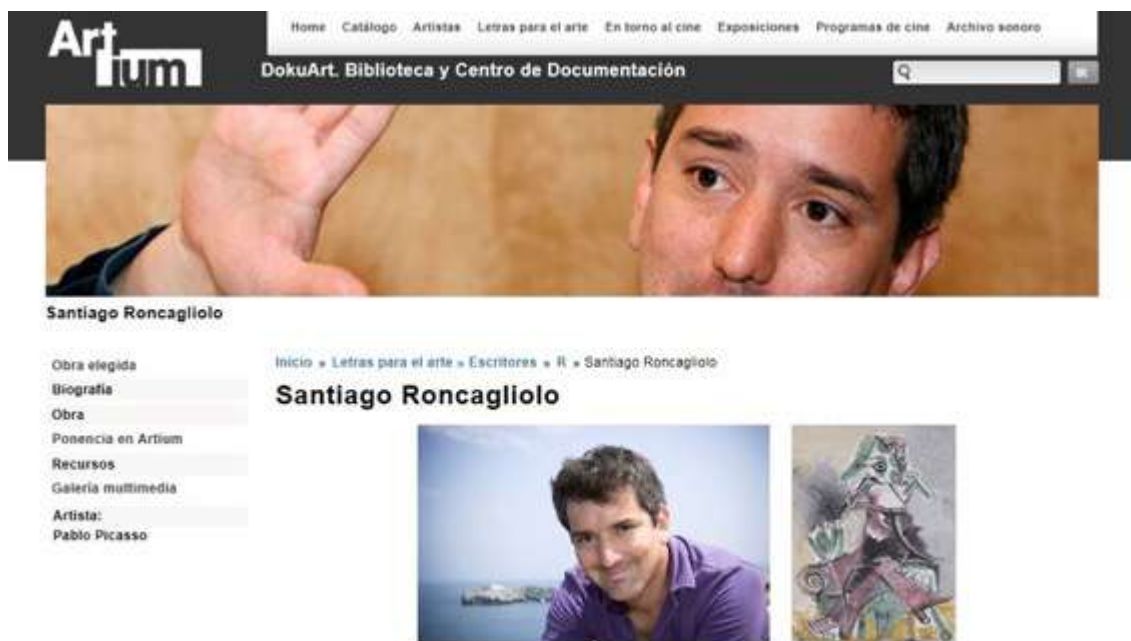 Art
ium
Home Catálogo Artistas Letras para el arte En torno al cine Exposiciones Programas de cine Archivo sonoro
DokuArt. Biblioteca y Centro de Documentación
Santiago Roncagliolo
Obra elegida
Biografía
Obra
Ponencia en Artium
Recursos
Galería multimedia
Artista:
Pablo Picasso
Inicio » Letras para el arte » Escritores » R » Santiago Roncagliolo
Santiago Roncagliolo